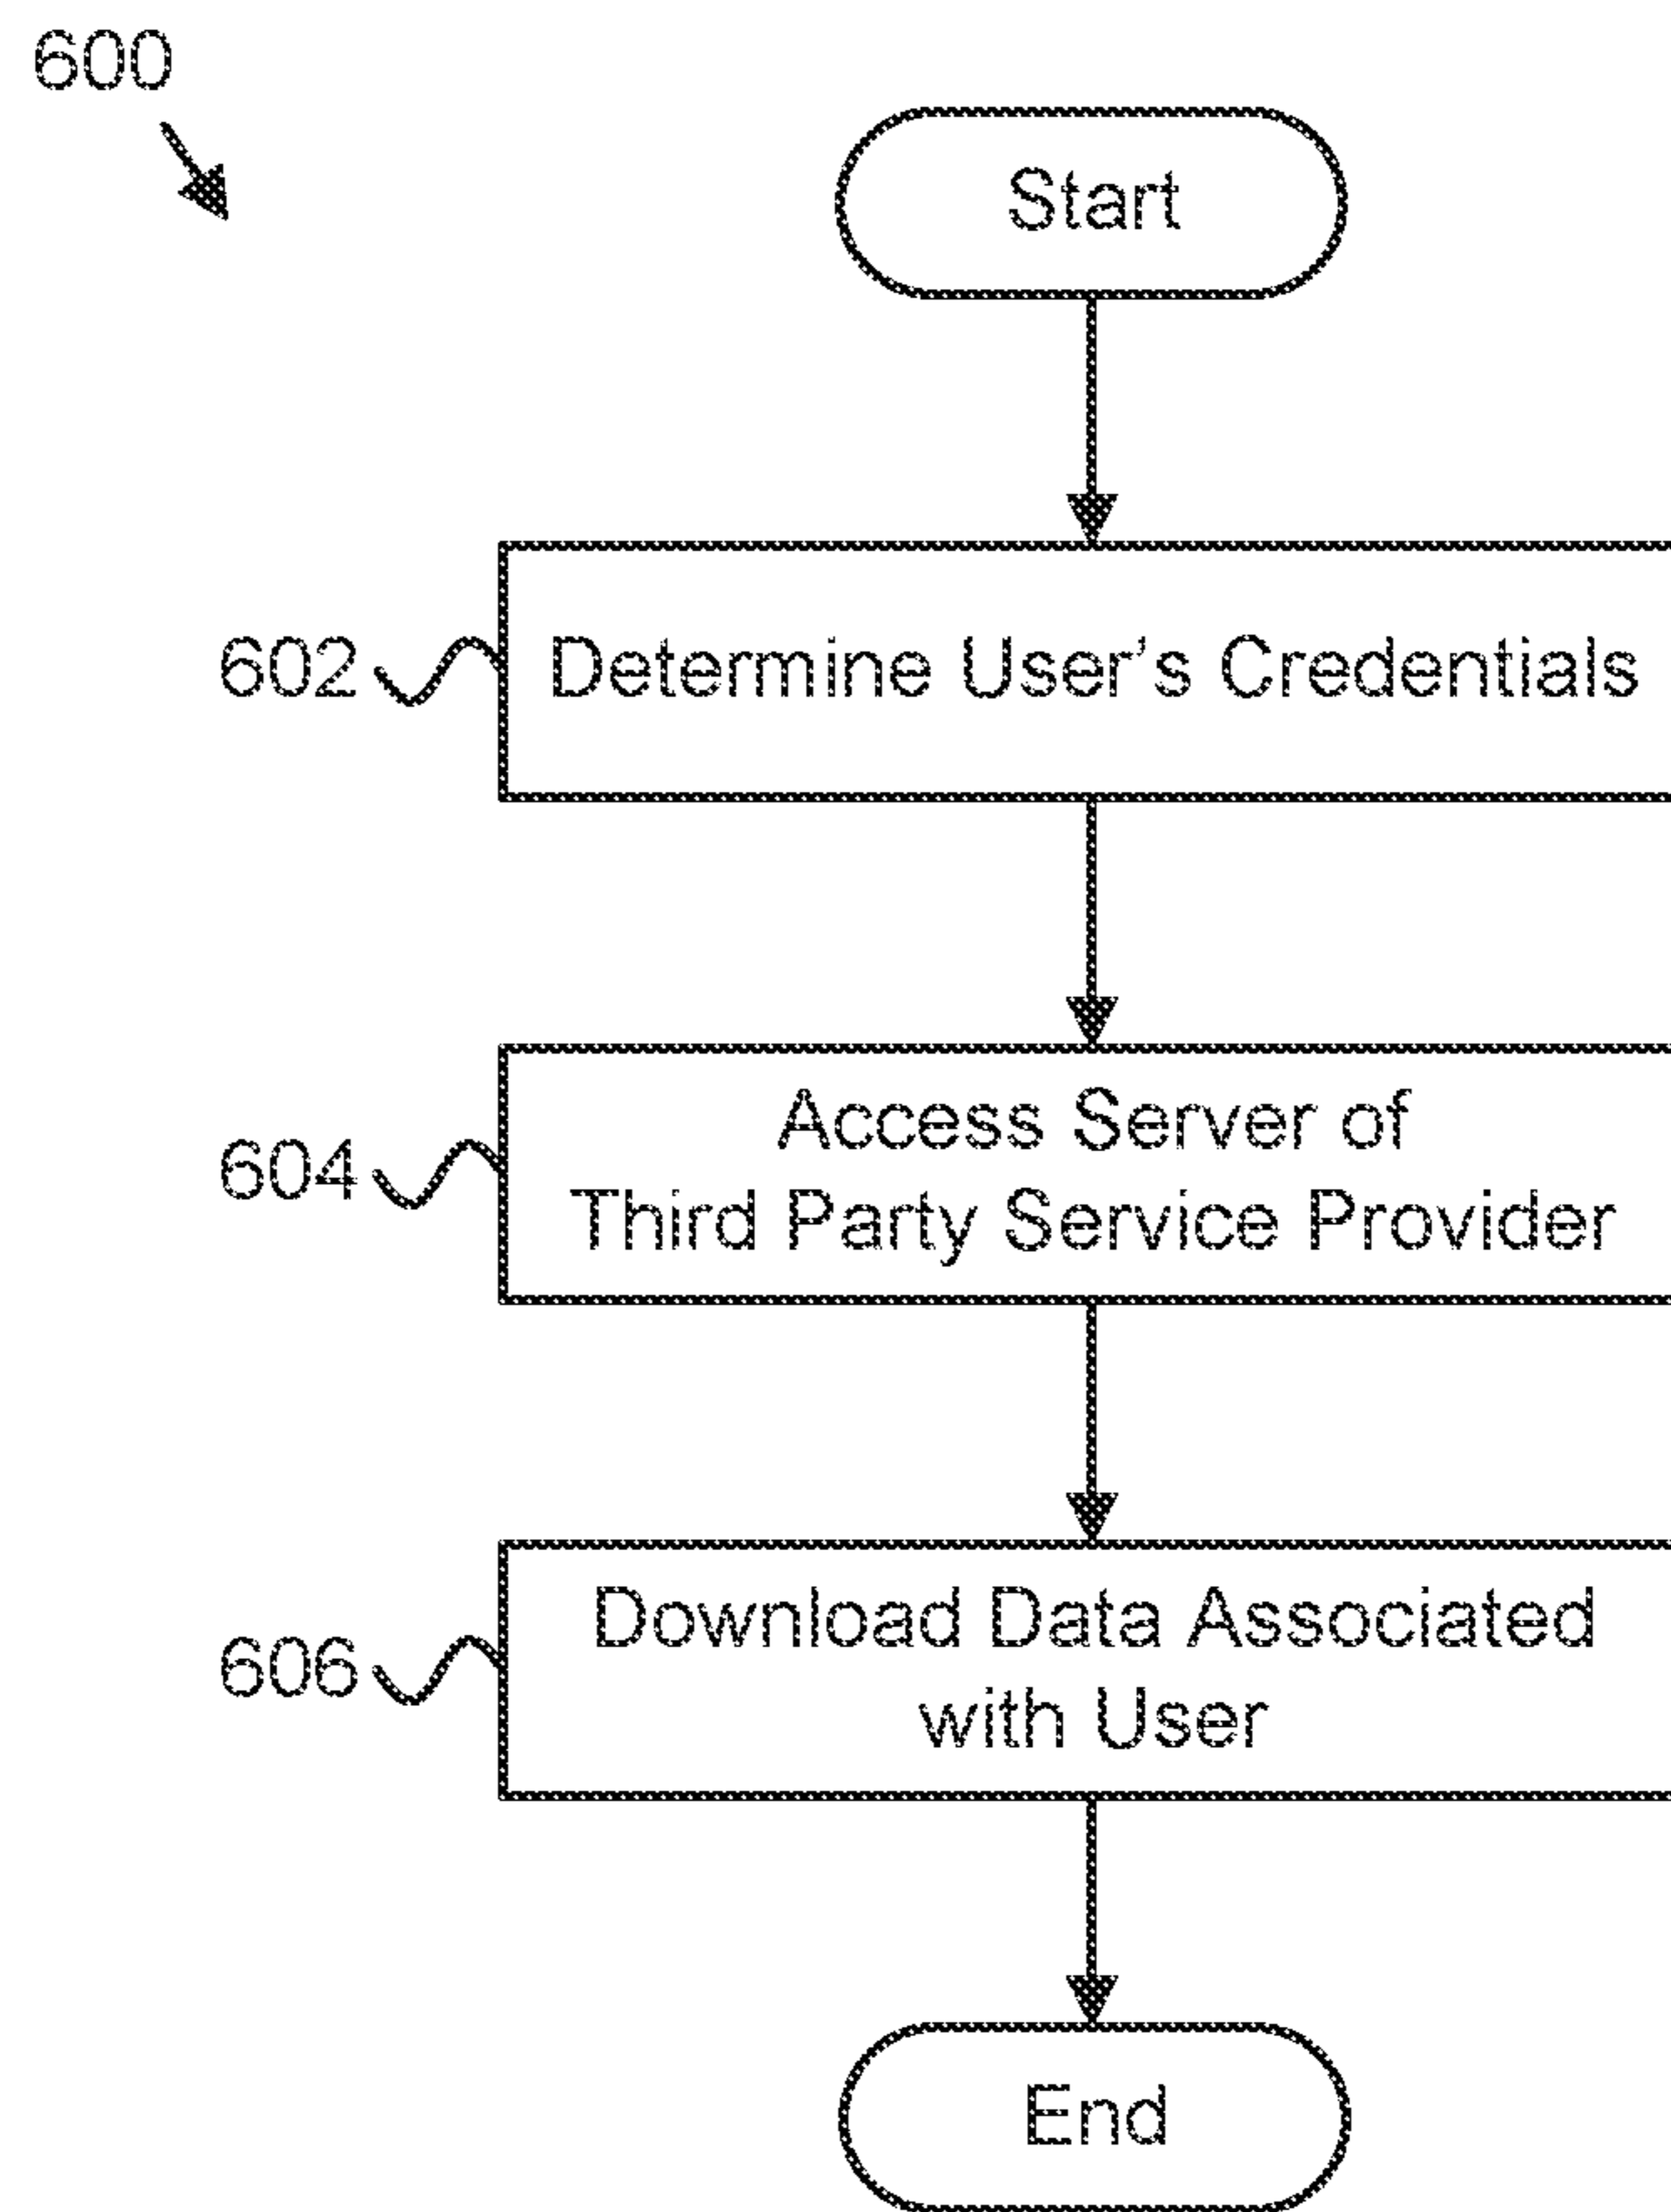 600
Start
602 Determine User's Credentials
Access Server of
604
Third Party Service Provider
Download Data Associated
606
with User
End